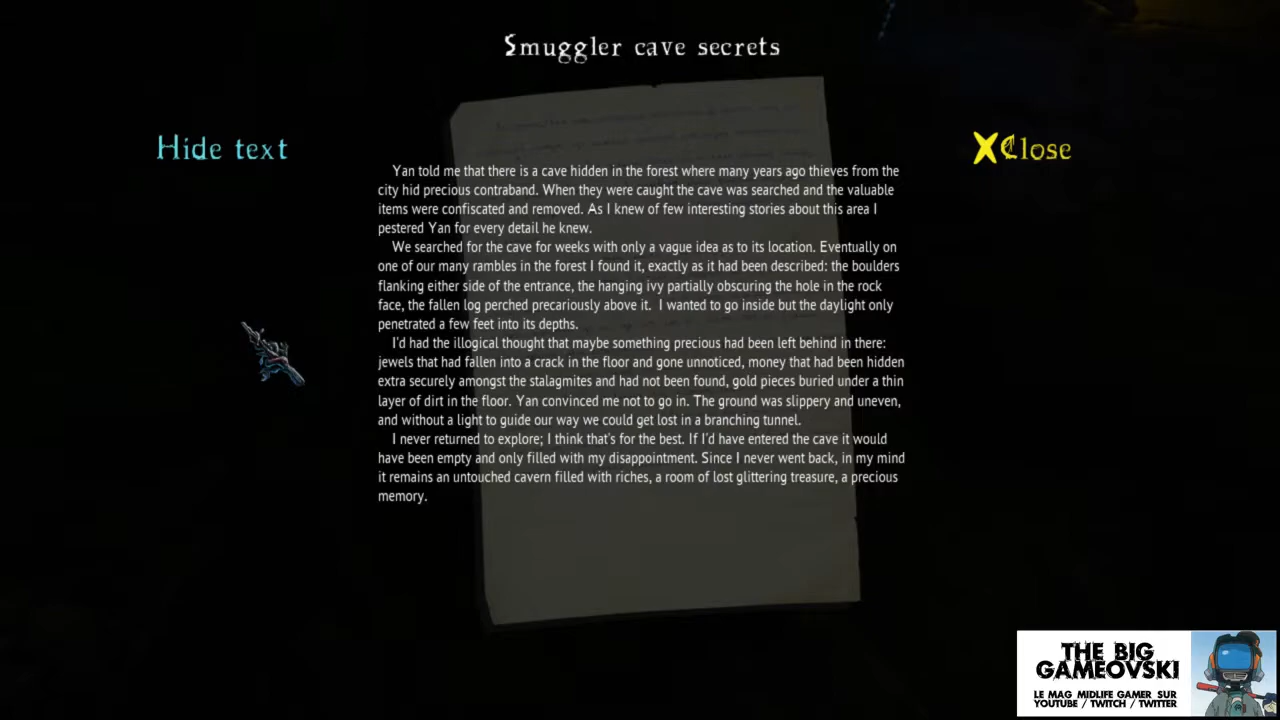 Smuggler cave secrets
Hide text
Close
Yan told me that there is a cave hidden in the forest where many years ago thieves from the
city hid precious contraband. When they were caught the cave was searched and the valuable
items were confiscated and removed. As I knew of few interesting stories about this area I
pestered Yan for every detail he knew.
We searched for the cave for weeks with only a vague idea as to its location. Eventually on
one of our many rambles in the forest I found it, exactly as it had been described: the boulders
flanking either side of the entrance, the hanging ivy partially obscuring the hole in the rock
face, the fallen log perched precariously above it. I wanted to go inside but the daylight only
penetrated a few feet into its depths.
I'd had the illogical thought that maybe something precious had been left behind in there:
jewels that had fallen into a crack in the floor and gone unnoticed, money that had been hidden
extra securely amongst the stalagmites and had not been found, gold pieces buried under a thin
layer of dirt in the floor. Yan convinced me not to go in. The ground was slippery and uneven,
and without a light to guide our way we could get lost in a branching tunnel.
I never returned to explore; I think that's for the best. If I'd have entered the cave it would
have been empty and only filled with my disappointment. Since I never went back, in my mind
it remains an untouched cavern filled with riches, a room of lost glittering treasure, a precious
memory.
THE BIG
GAMEOVSKI
LE MAG MIDLIFE GAMER SUR
YOUTUBE / TWITCH / TWITTER